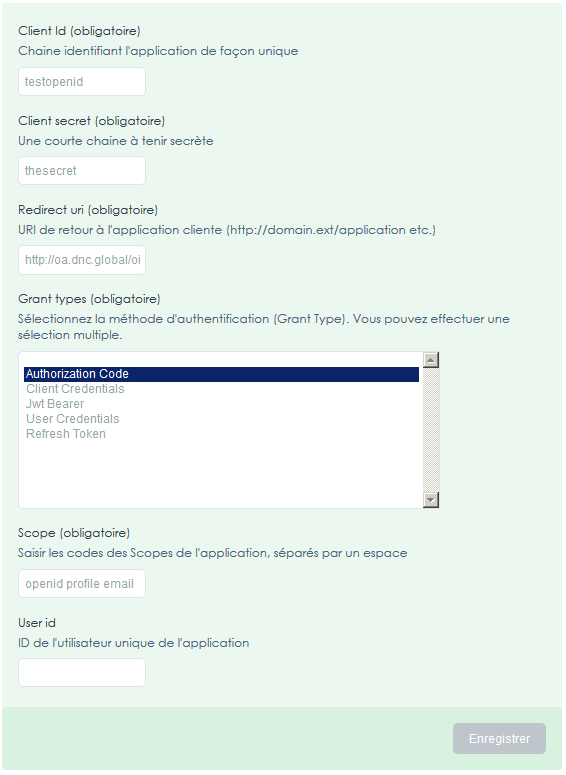 Client Id (obligatoire)
Chaine identifiant l'application de façon unique
testopenid
Client secret (obligatoire)
Une courte chaine à tenir secrète
thesecret
Redirect uri (obligatoire)
URI de retour à l'application cliente (http://domain.ext/application etc.)
http://oa.dnc.global/oi
Grant types (obligatoire)
Sélectionnez la méthode d'authentification (Grant Type). Vous pouvez effectuer une
sélection multiple.
Authorization Code
Client Credentials
Jwt Bearer
User Credentials
Refresh Token
Scope (obligatoire)
Saisir les codes des Scopes de l'application, séparés par un espace
openid profile email
User id
ID de l'utilisateur unique de l'application
Enregistrer